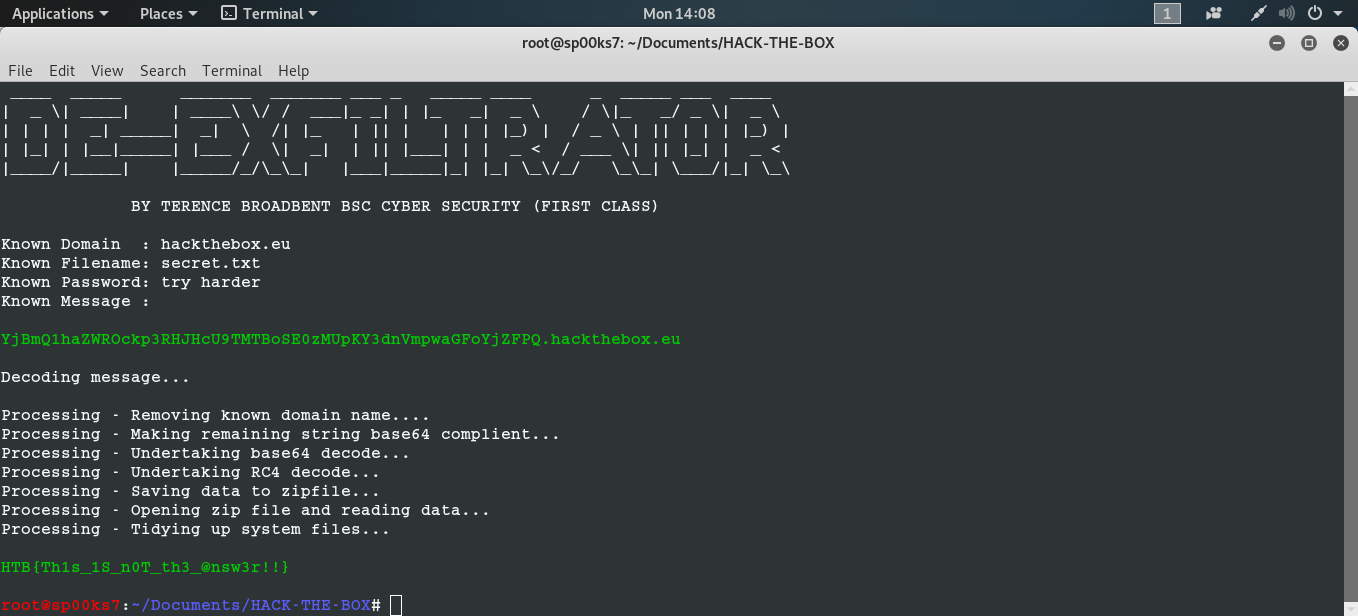 Applications Places Terminal Mon 14:08 1
root@sp00ks7: ~/Documents/HACK-THE-BOX
File Edit View Search Terminal Help
DE-EXFILTRATOR
BY TERENCE BROADBENT BSC CYBER SECURITY (FIRST CLASS)
Known Domain  : hackthebox.eu
Known Filename: secret.txt
Known Password: try harder
Known Message :
YjBmQ1haZWROckp3RHJHcU9TMTBoSE0zMUpKY3dnVmpwaGFoYjZFPQ.hackthebox.eu
Decoding message...
Processing - Removing known domain name....
Processing - Making remaining string base64 complient...
Processing - Undertaking base64 decode...
Processing - Undertaking RC4 decode...
Processing - Saving data to zipfile...
Processing - Opening zip file and reading data...
Processing - Tidying up system files...
HTB{Th1s_1S_n0T_th3_@nsw3r!!}
root@sp00ks7:~/Documents/HACK-THE-BOX#